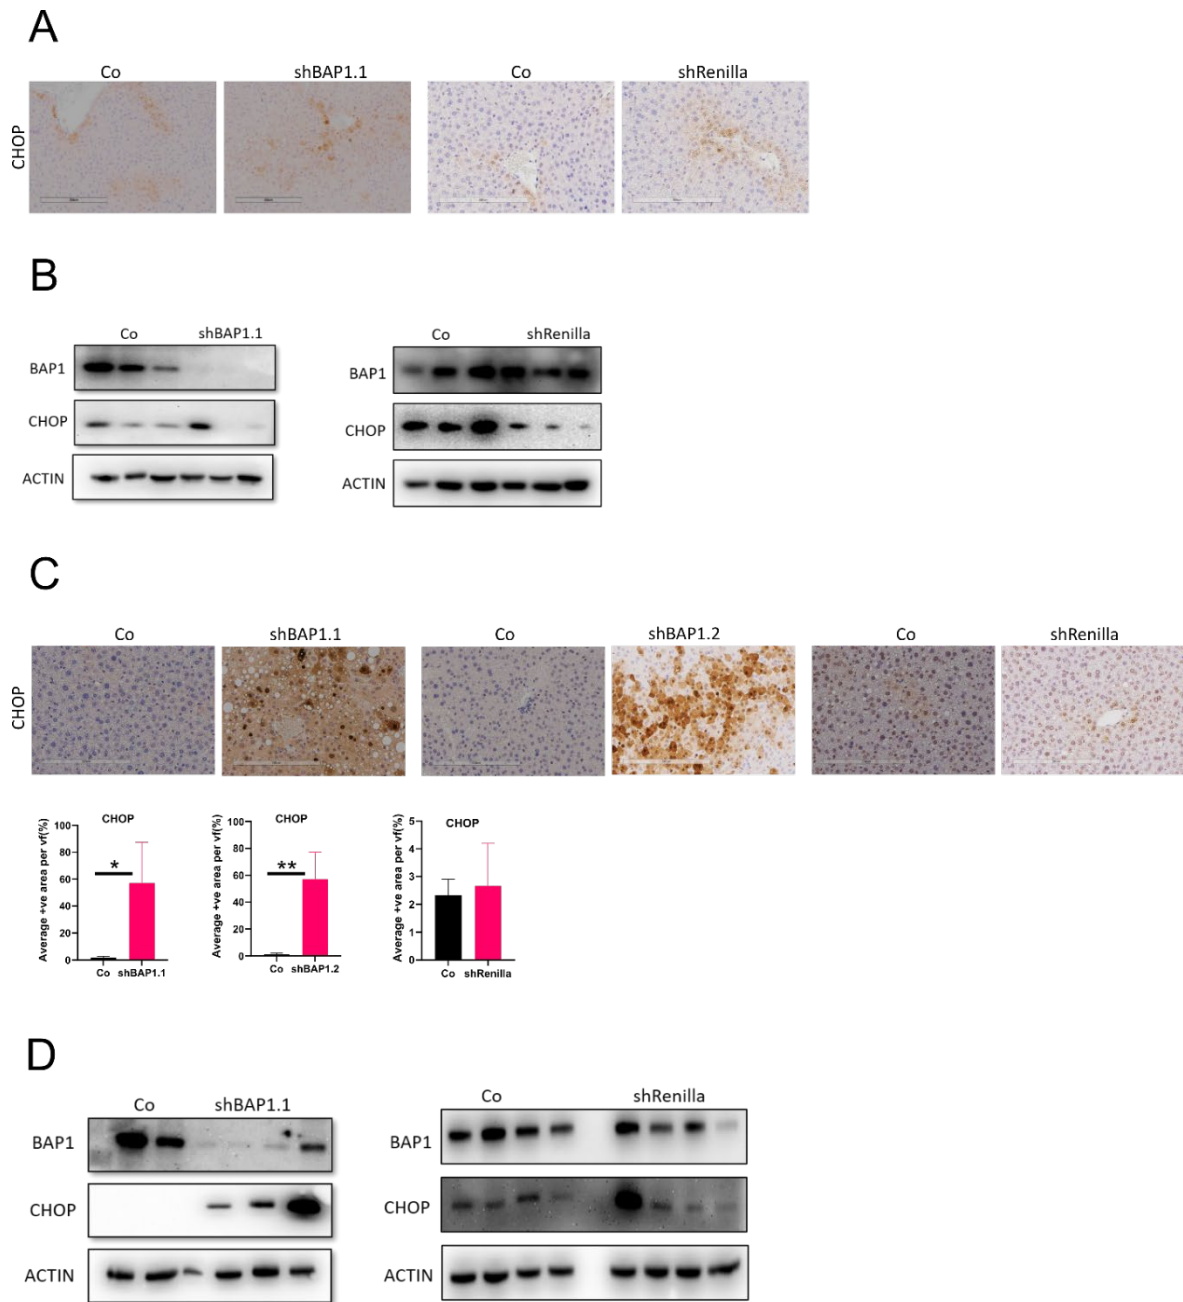 A
Co shBAP1.1 Co shRenilla
CHOP
B
Co shBAP1.1 Co shRenilla
BAP1 BAP1
CHOP CHOP
ACTIN ACTIN
C
Co shBAP1.1 Co shBAP1.2 Co shRenilla
CHOP
CHOP
Average +ve area per vf(%)
100
80
60
40
20
0
*
Co shBAP1.1
CHOP
Average +ve area per vf(%)
100
80
60
40
20
0
**
Co shBAP1.2
CHOP
Average +ve area per vf(%)
5
4
3
2
1
0
Co shRenilla
D
Co shBAP1.1 Co shRenilla
BAP1 BAP1
CHOP CHOP
ACTIN ACTIN